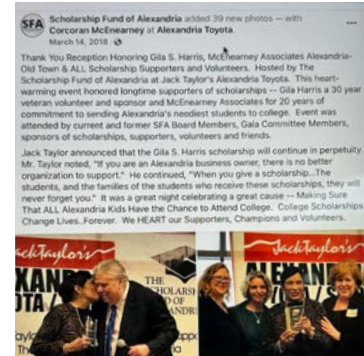 SFA
Scholarship Fund of Alexandria added 39 new photos — with
Corcoran McEnearney at Alexandria Toyota.
March 14, 2018 ·
Thank You Reception Honoring Gila S. Harris, McEnearney Associates Alexandria-
Old Town & ALL Scholarship Supporters and Volunteers. Hosted by The
Scholarship Fund of Alexandria at Jack Taylor's Alexandria Toyota. This heart-
warming event honored longtime supporters of scholarships -- Gila Harris a 30 year
veteran volunteer and sponsor and McEnearney Associates for 20 years of
commitment to sending Alexandria's neediest students to college. Event was
attended by current and former SFA Board Members, Gala Committee Members,
sponsors of scholarships, supporters, volunteers and friends.
Jack Taylor announced that the Gila S. Harris scholarship will continue in perpetuity.
Mr. Taylor noted, "If you are an Alexandria business owner, there is no better
organization to support." He continued, "When you give a scholarship...The
students, and the families of the students who receive these scholarships, they will
never forget you." It was a great night celebrating a great cause -- Making Sure
That ALL Alexandria Kids Have the Chance to Attend College. College Scholarships
Change Lives..Forever. We HEART our Supporters, Champions and Volunteers.
JackTaylor's
EXAN
OTA/
THE
HOLARSH
D OF
JackTaylor's